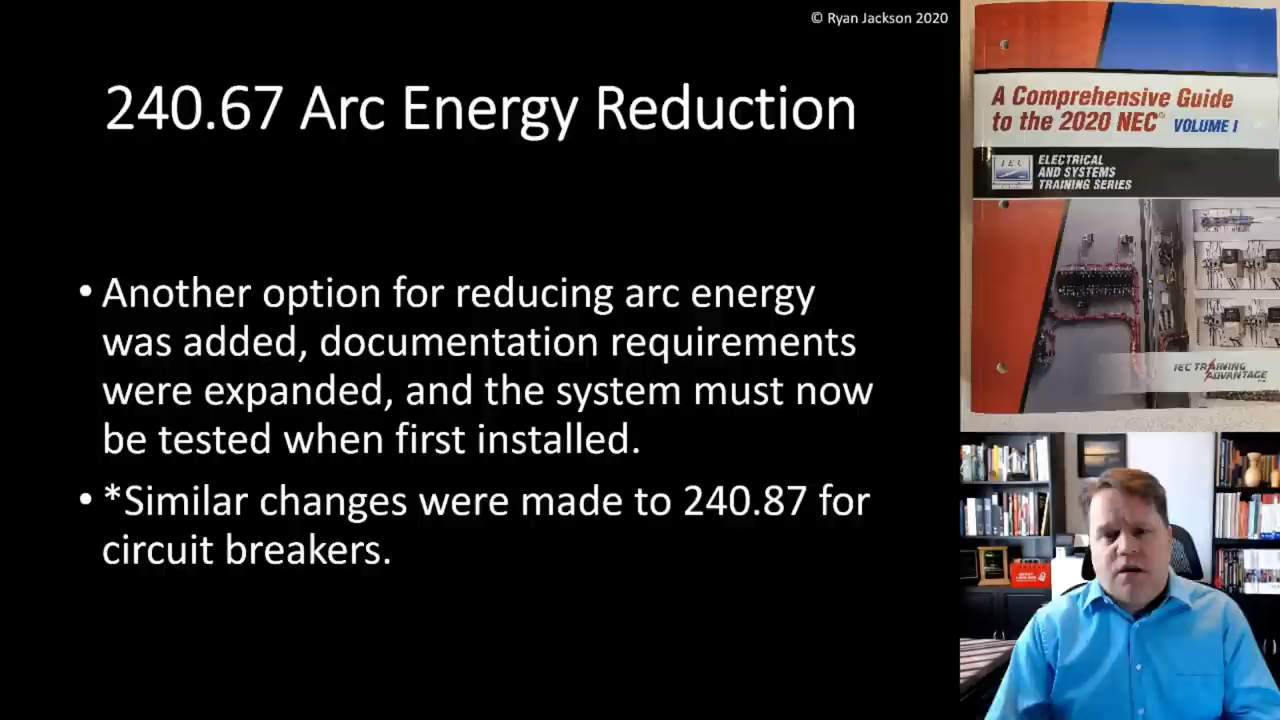 © Ryan Jackson 2020
240.67 Arc Energy Reduction
• Another option for reducing arc energy
was added, documentation requirements
were expanded, and the system must now
be tested when first installed.
• *Similar changes were made to 240.87 for
circuit breakers.
A Comprehensive Guide
to the 2020 NEC® VOLUME I
IEC
ELECTRICAL
AND SYSTEMS
TRAINING SERIES
IEC TRAINING
ADVANTAGE